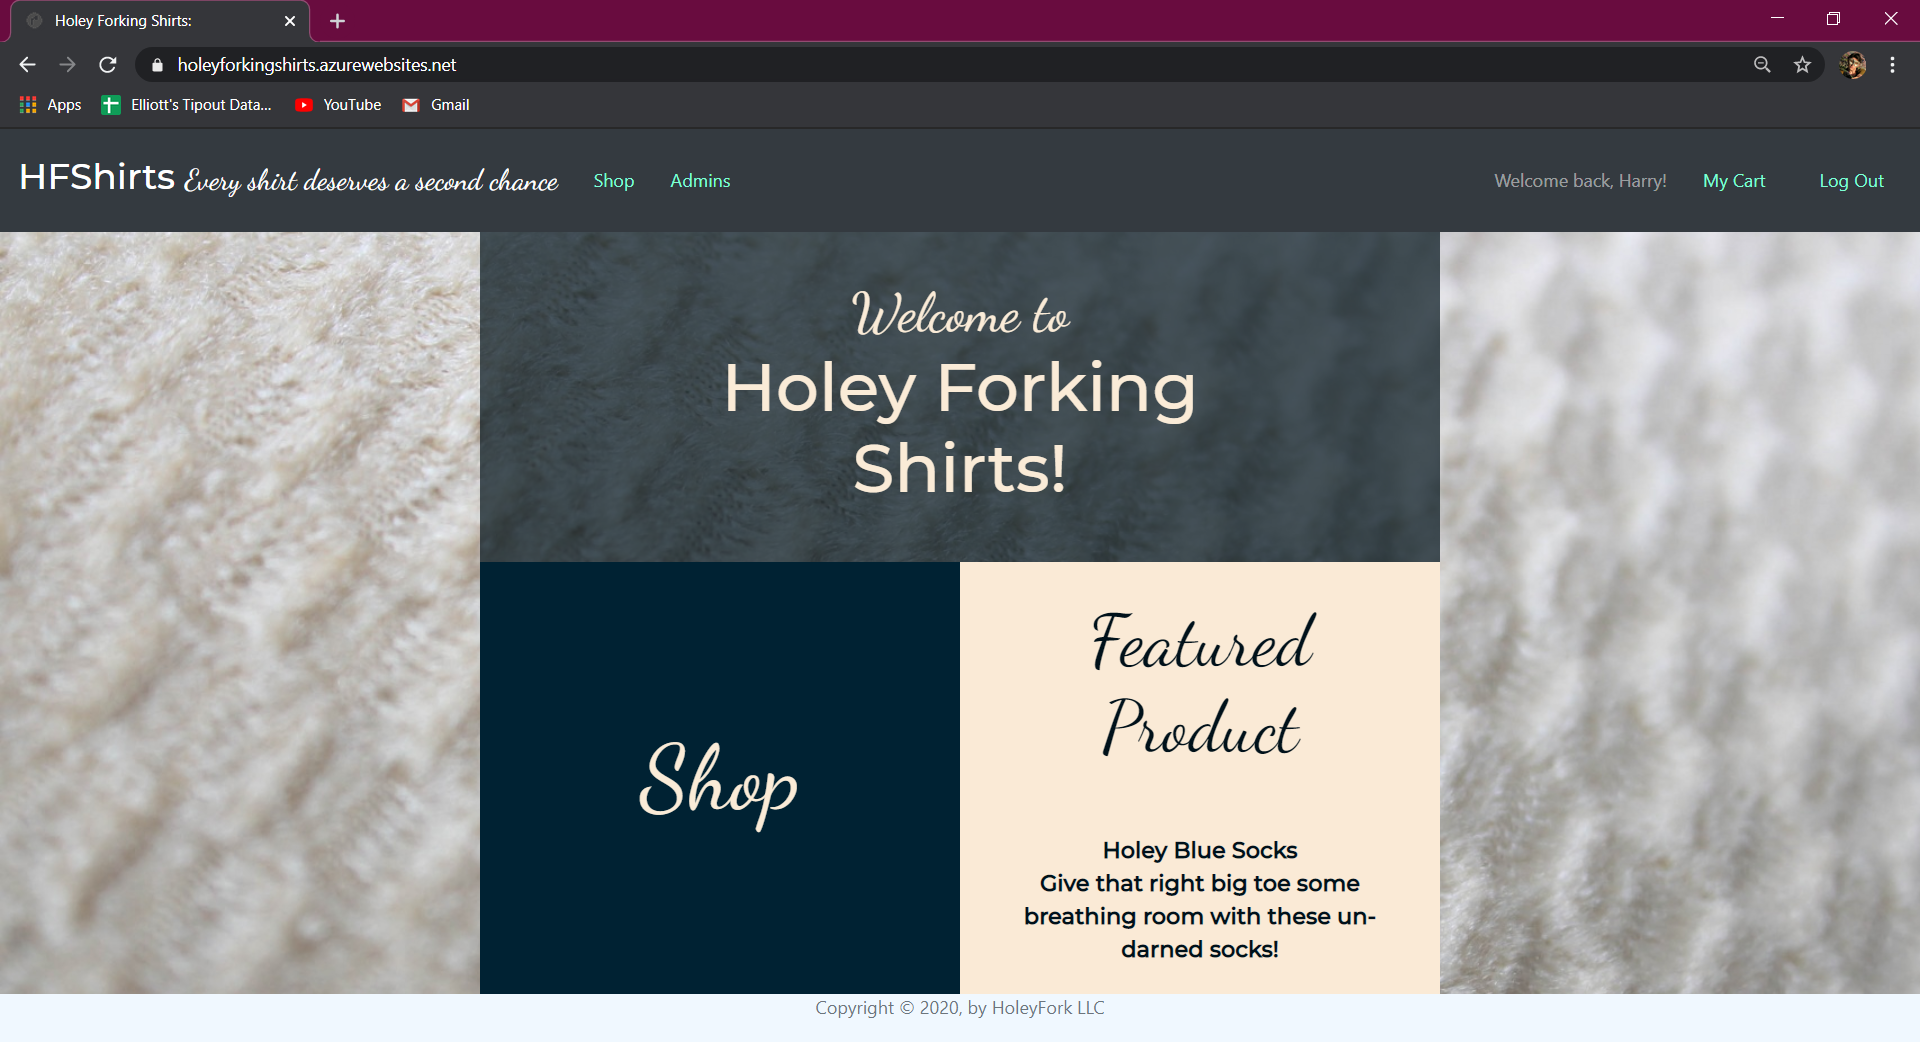 Holey Forking Shirts:
holeyforkingshirts.azurewebsites.net
Apps Elliott's Tipout Data... YouTube Gmail
HFShirts Every shirt deserves a second chance Shop Admins Welcome back, Harry! My Cart Log Out
Welcome to
Holey Forking
Shirts!
Shop
Featured
Product
Holey Blue Socks
Give that right big toe some
breathing room with these un-
darned socks!
Copyright © 2020, by HoleyFork LLC